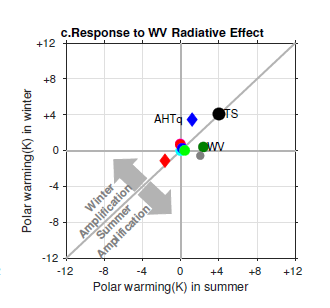 c.Response to WV Radiative Effect
+12
+8
+4
0
-4
-8
-12
Polar warming(K) in winter
AHTq
TS
WV
Winter
Amplification
Summer
Amplification
-12 -8 -4 0 +4 +8 +12
Polar warming(K) in summer